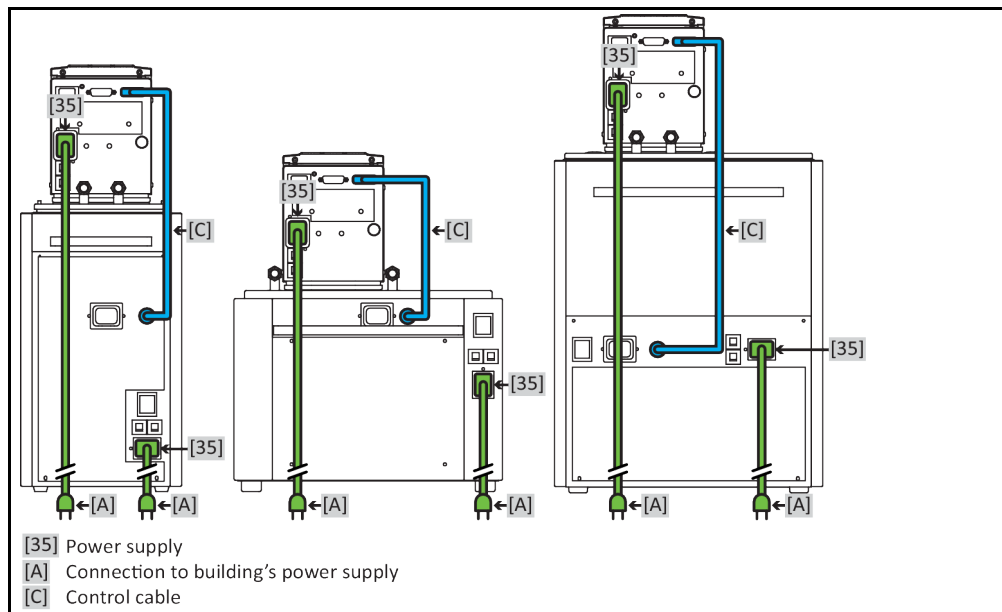 [35]
[35]
[35]
[C]
[C]
[C]
[35]
[35]
[35]
[A]
[A]
[A]
[A]
[A]
[A]
[35] Power supply
[A] Connection to building’s power supply
[C] Control cable